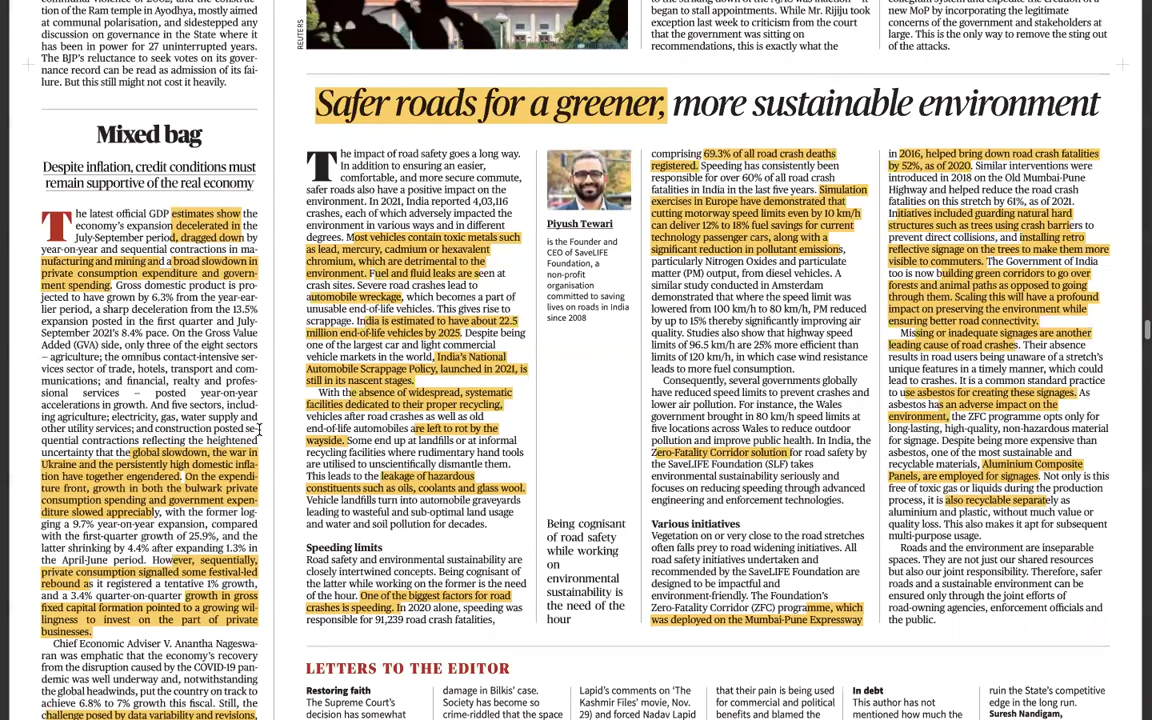 communal violence of 2002, and the construc-
tion of the Ram temple in Ayodhya, mostly aimed
at communal polarisation, and sidestepped any
discussion on governance in the State where it
has been in power for 27 uninterrupted years.
The BJP's reluctance to seek votes on its gover-
nance record can be read as admission of its fai-
lure. But this still might not cost it heavily.
Mixed bag
Despite inflation, credit conditions must
remain supportive of the real economy
The latest official GDP estimates show the
economy's expansion decelerated in the
July-September period, dragged down by
year-on-year and sequential contractions in ma-
nufacturing and mining and a broad slowdown in
private consumption expenditure and govern-
ment spending. Gross domestic product is pro-
jected to have grown by 6.3% from the year-ear-
lier period, a sharp deceleration from the 13.5%
expansion posted in the first quarter and July-
September 2021's 8.4% pace. On the Gross Value
Added (GVA) side, only three of the eight sectors
— agriculture; the omnibus contact-intensive ser-
vices sector of trade, hotels, transport and com-
munications; and financial, realty and profes-
sional services — posted year-on-year
accelerations in growth. And five sectors, includ-
ing agriculture; electricity, gas, water supply and
other utility services; and construction posted se-
quential contractions reflecting the heightened
uncertainty that the global slowdown, the war in
Ukraine and the persistently high domestic infla-
tion have together engendered. On the expendi-
ture front, growth in both the bulwark private
consumption spending and government expen-
diture slowed appreciably, with the former log-
ging a 9.7% year-on-year expansion, compared
with the first-quarter growth of 25.9%, and the
latter shrinking by 4.4% after expanding 1.3% in
the April-June period. However, sequentially,
private consumption signalled some festival-led
rebound as it registered a tentative 1% growth,
and a 3.4% quarter-on-quarter growth in gross
fixed capital formation pointed to a growing wil-
lingness to invest on the part of private
businesses.
Chief Economic Adviser V. Anantha Nageswa-
ran was emphatic that the economy's recovery
from the disruption caused by the COVID-19 pan-
demic was well underway and, notwithstanding
the global headwinds, put the country on track to
achieve 6.8% to 7% growth this fiscal. Still, the
challenge posed by data variability and revisions,
REUTERS
began to stall appointments. While Mr. Rijiju took
exception last week to criticism from the court
that the government was sitting on
recommendations, this is exactly what the
new MoP by incorporating the legitimate
concerns of the government and stakeholders at
large. This is the only way to remove the sting out
of the attacks.
Safer roads for a greener, more sustainable environment
The impact of road safety goes a long way.
In addition to ensuring an easier,
comfortable, and more secure commute,
safer roads also have a positive impact on the
environment. In 2021, India reported 4,03,116
crashes, each of which adversely impacted the
environment in various ways and in different
degrees. Most vehicles contain toxic metals such
as lead, mercury, cadmium or hexavalent
chromium, which are detrimental to the
environment. Fuel and fluid leaks are seen at
crash sites. Severe road crashes lead to
automobile wreckage, which becomes a part of
unusable end-of-life vehicles. This gives rise to
scrappage. India is estimated to have about 22.5
million end-of-life vehicles by 2025. Despite being
one of the largest car and light commercial
vehicle markets in the world, India's National
Automobile Scrappage Policy, launched in 2021, is
still in its nascent stages.
With the absence of widespread, systematic
facilities dedicated to their proper recycling,
vehicles after road crashes as well as old
end-of-life automobiles are left to rot by the
wayside. Some end up at landfills or at informal
recycling facilities where rudimentary hand tools
are utilised to unscientifically dismantle them.
This leads to the leakage of hazardous
constituents such as oils, coolants and glass wool.
Vehicle landfills turn into automobile graveyards
leading to wasteful and sub-optimal land usage
and water and soil pollution for decades.
Speeding limits
Road safety and environmental sustainability are
closely intertwined concepts. Being cognisant of
the latter while working on the former is the need
of the hour. One of the biggest factors for road
crashes is speeding. In 2020 alone, speeding was
responsible for 91,239 road crash fatalities,
Piyush Tewari
is the Founder and
CEO of SaveLIFE
Foundation, a
non-profit
organisation
committed to saving
lives on roads in India
since 2008
Being cognisant
of road safety
while working
on
environmental
sustainability is
the need of the
hour
comprising 69.3% of all road crash deaths
registered. Speeding has consistently been
responsible for over 60% of all road crash
fatalities in India in the last five years. Simulation
exercises in Europe have demonstrated that
cutting motorway speed limits even by 10 km/h
can deliver 12% to 18% fuel savings for current
technology passenger cars, along with a
significant reduction in pollutant emissions,
particularly Nitrogen Oxides and particulate
matter (PM) output, from diesel vehicles. A
similar study conducted in Amsterdam
demonstrated that where the speed limit was
lowered from 100 km/h to 80 km/h, PM reduced
by up to 15% thereby significantly improving air
quality. Studies also show that highway speed
limits of 96.5 km/h are 25% more efficient than
limits of 120 km/h, in which case wind resistance
leads to more fuel consumption.
Consequently, several governments globally
have reduced speed limits to prevent crashes and
lower air pollution. For instance, the Wales
government brought in 80 km/h speed limits at
five locations across Wales to reduce outdoor
pollution and improve public health. In India, the
Zero-Fatality Corridor solution for road safety by
the SaveLIFE Foundation (SLF) takes
environmental sustainability seriously and
focuses on reducing speeding through advanced
engineering and enforcement technologies.
Various initiatives
Vegetation on or very close to the road stretches
often falls prey to road widening initiatives. All
road safety initiatives undertaken and
recommended by the SaveLIFE Foundation are
designed to be impactful and
environment-friendly. The Foundation's
Zero-Fatality Corridor (ZFC) programme, which
was deployed on the Mumbai-Pune Expressway
in 2016, helped bring down road crash fatalities
by 52%, as of 2020. Similar interventions were
introduced in 2018 on the Old Mumbai-Pune
Highway and helped reduce the road crash
fatalities on this stretch by 61%, as of 2021.
Initiatives included guarding natural hard
structures such as trees using crash barriers to
prevent direct collisions, and installing retro
reflective signage on the trees to make them more
visible to commuters. The Government of India
too is now building green corridors to go over
forests and animal paths as opposed to going
through them. Scaling this will have a profound
impact on preserving the environment while
ensuring better road connectivity.
Missing or inadequate signages are another
leading cause of road crashes. Their absence
results in road users being unaware of a stretch's
unique features in a timely manner, which could
lead to crashes. It is a common standard practice
to use asbestos for creating these signages. As
asbestos has an adverse impact on the
environment, the ZFC programme opts only for
long-lasting, high-quality, non-hazardous material
for signage. Despite being more expensive than
asbestos, one of the most sustainable and
recyclable materials, Aluminium Composite
Panels, are employed for signages. Not only is this
free of toxic gas or liquids during the production
process, it is also recyclable separately as
aluminium and plastic, without much value or
quality loss. This also makes it apt for subsequent
multi-purpose usage.
Roads and the environment are inseparable
spaces. They are not just our shared resources
but also our joint responsibility. Therefore, safer
roads and a sustainable environment can be
ensured only through the joint efforts of
road-owning agencies, enforcement officials and
the public.
LETTERS TO THE EDITOR
Restoring faith
The Supreme Court's
decision has somewhat
damage in Bilkis' case.
Society has become so
crime-riddled that the space
Lapid's comments on 'The
Kashmir Files' movie, Nov.
29) and forced Nadav Lapid
that their pain is being used
for commercial and political
benefits and blamed the
In debt
This author has not
mentioned how much the
ruin the State's competitive
edge in the long run.
Suresh Nandigam,